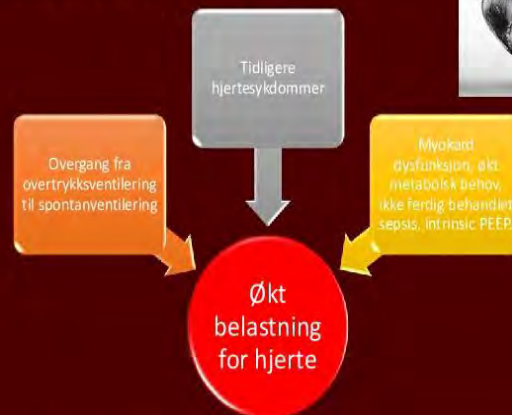 Tidligere
hjertesykdommer
Overgang fra
overtrykksventilering
til spontanventilering
Myokard
dysfunksjon, økt
metabolsk behov,
ikke ferdig behandlet
sepsis, intrinsic PEEP.
Økt
belastning
for hjerte